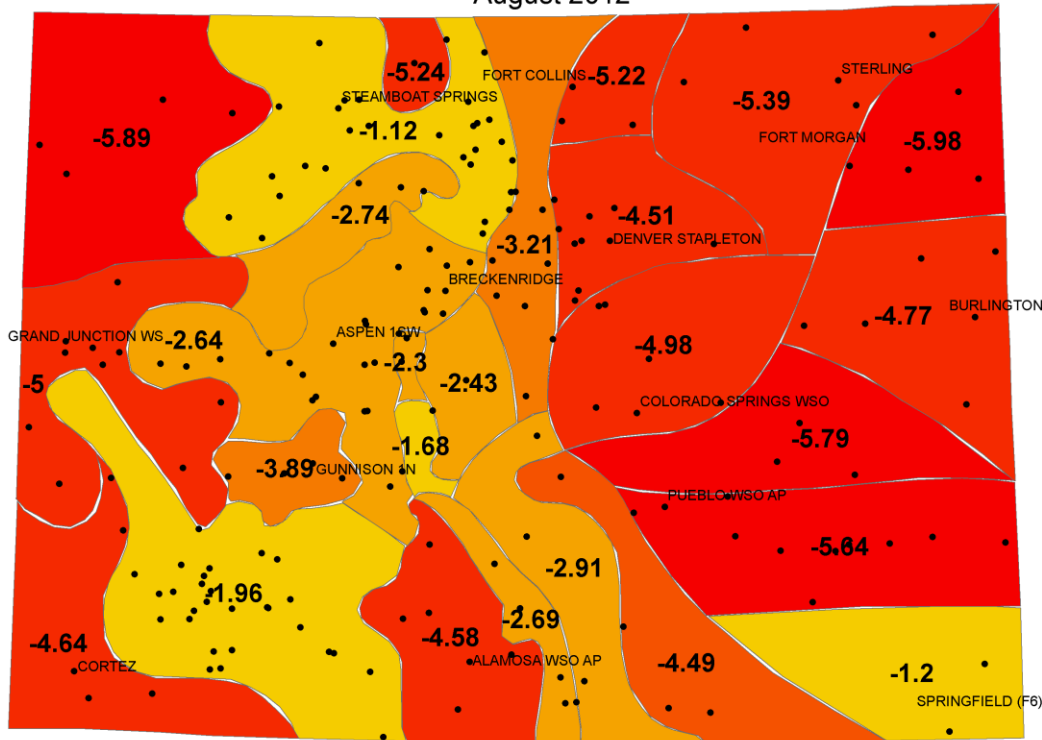 August 2012
-5.24
FORT COLLINS -5.22
STERLING
STEAMBOAT SPRINGS
-5.39
-5.89
-1.12
FORT MORGAN
-5.98
-2.74
-4.51
-3.21
DENVER STAPLETON
BRECKENRIDGE
BURLINGTON
-4.77
GRAND JUNCTION WS
-2.64
ASPEN 1SW
-4.98
-2.3
-5
-2.43
COLORADO SPRINGS WSO
-5.79
-1.68
-3.89
GUNNISON 1N
PUEBLO WSO AP
-5.64
-2.91
-1.96
-2.69
-4.64
-4.58
CORTEZ
ALAMOSA WSO AP
-4.49
-1.2
SPRINGFIELD (F6)